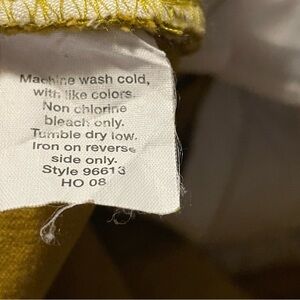 Machine wash cold,
with like colors.
Non chlorine
bleach only.
Tumble dry low.
Iron on reverse
side only.
Style 96613
HO 08